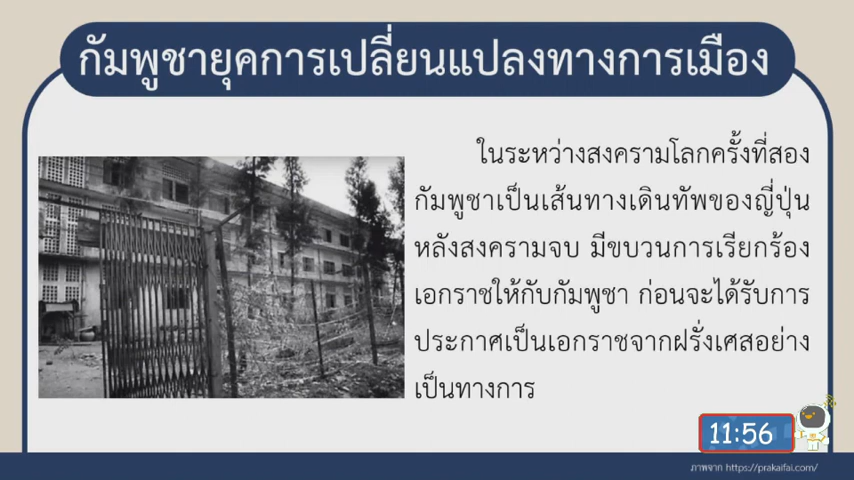 กัมพูชายุคการเปลี่ยนแปลงทางการเมือง
ในระหว่างสงครามโลกครั้งที่สอง
กัมพูชาเป็นเส้นทางเดินทัพของญี่ปุ่น
หลังสงครามจบ มีขบวนการเรียกร้อง
เอกราชให้กับกัมพูชา ก่อนจะได้รับการ
ประกาศเป็นเอกราชจากฝรั่งเศสอย่าง
เป็นทางการ
11:56
ภาพจาก https://prakaifai.com/